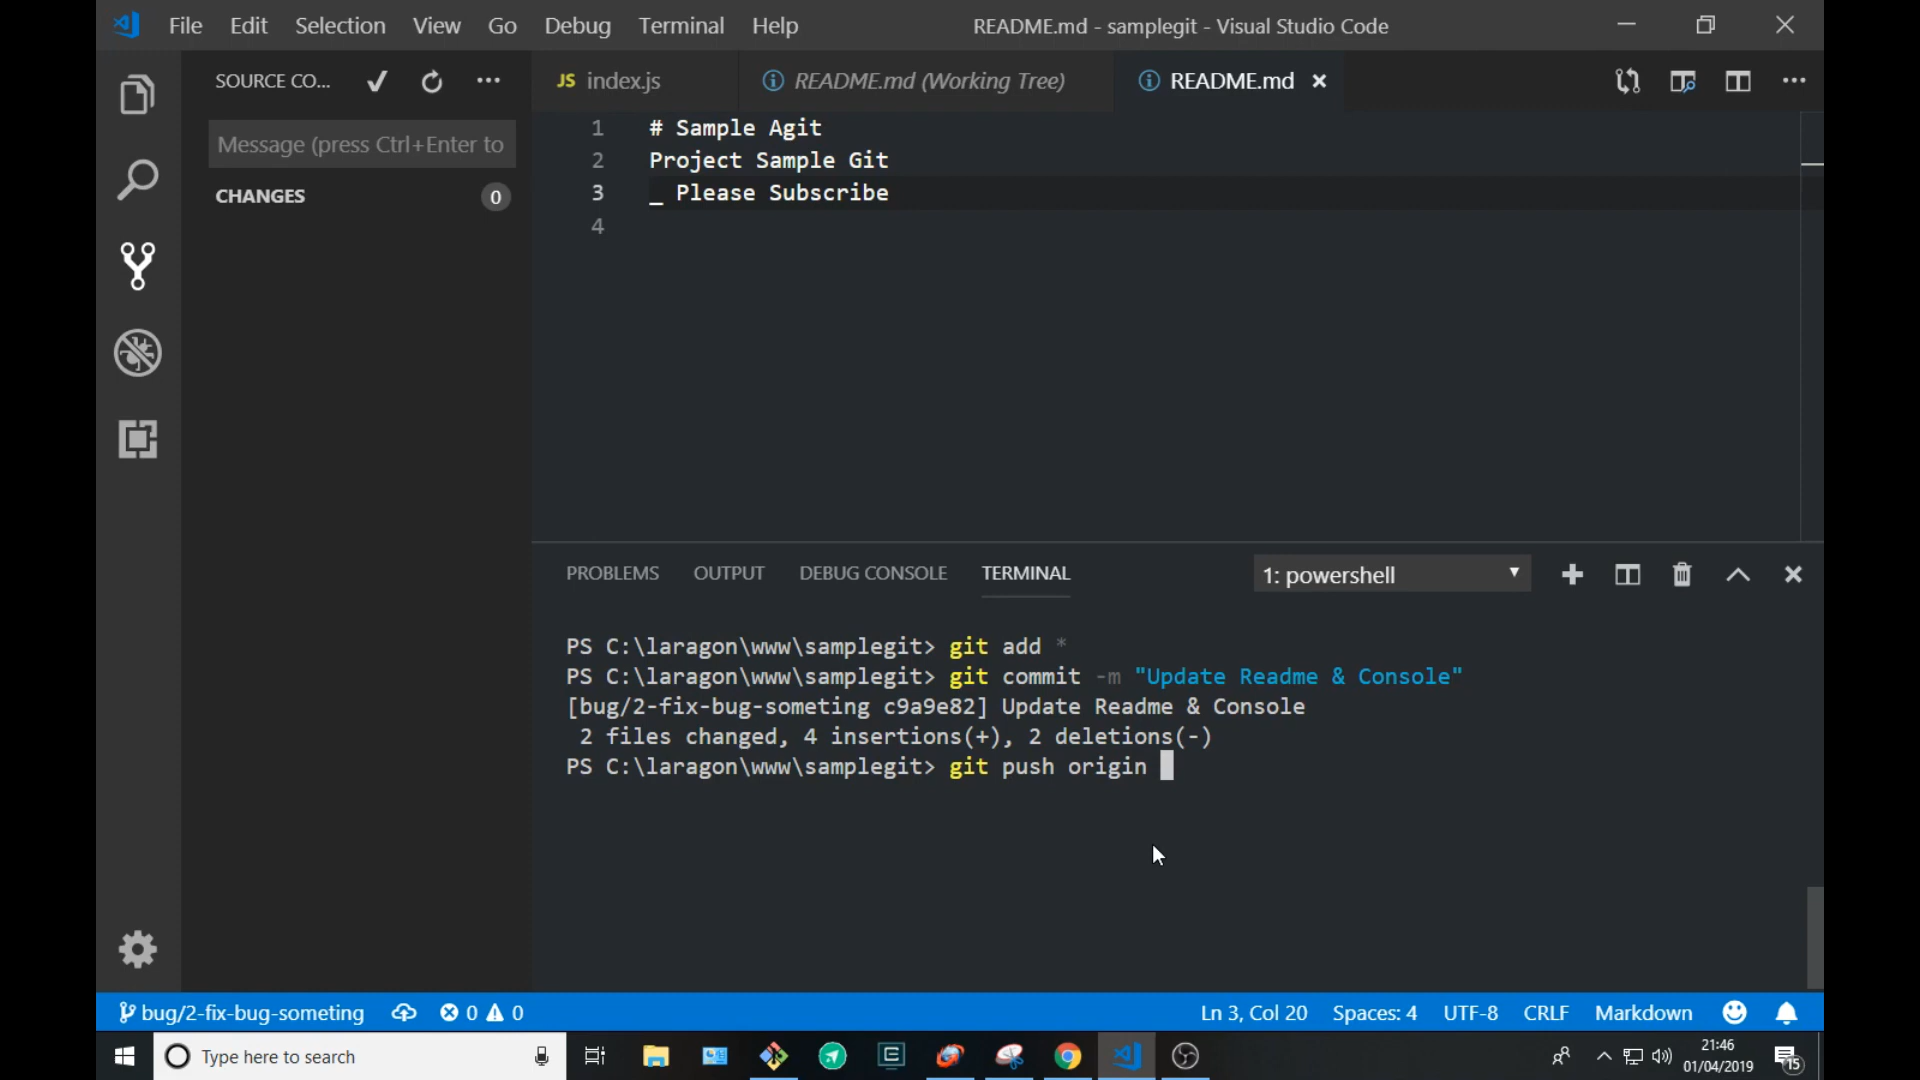 File Edit Selection View Go Debug Terminal Help README.md - samplegit - Visual Studio Code
SOURCE CO... JS index.js README.md (Working Tree) README.md
Message (press Ctrl+Enter to
CHANGES 0
1 # Sample Agit
2 Project Sample Git
3 _ Please Subscribe
4
PROBLEMS OUTPUT DEBUG CONSOLE TERMINAL 1: powershell
PS C:\laragon\www\samplegit> git add *
PS C:\laragon\www\samplegit> git commit -m "Update Readme & Console"
[bug/2-fix-bug-someting c9a9e82] Update Readme & Console
2 files changed, 4 insertions(+), 2 deletions(-)
PS C:\laragon\www\samplegit> git push origin
bug/2-fix-bug-someting 0 0 Ln 3, Col 20 Spaces: 4 UTF-8 CRLF Markdown
Type here to search 21:46
01/04/2019 15